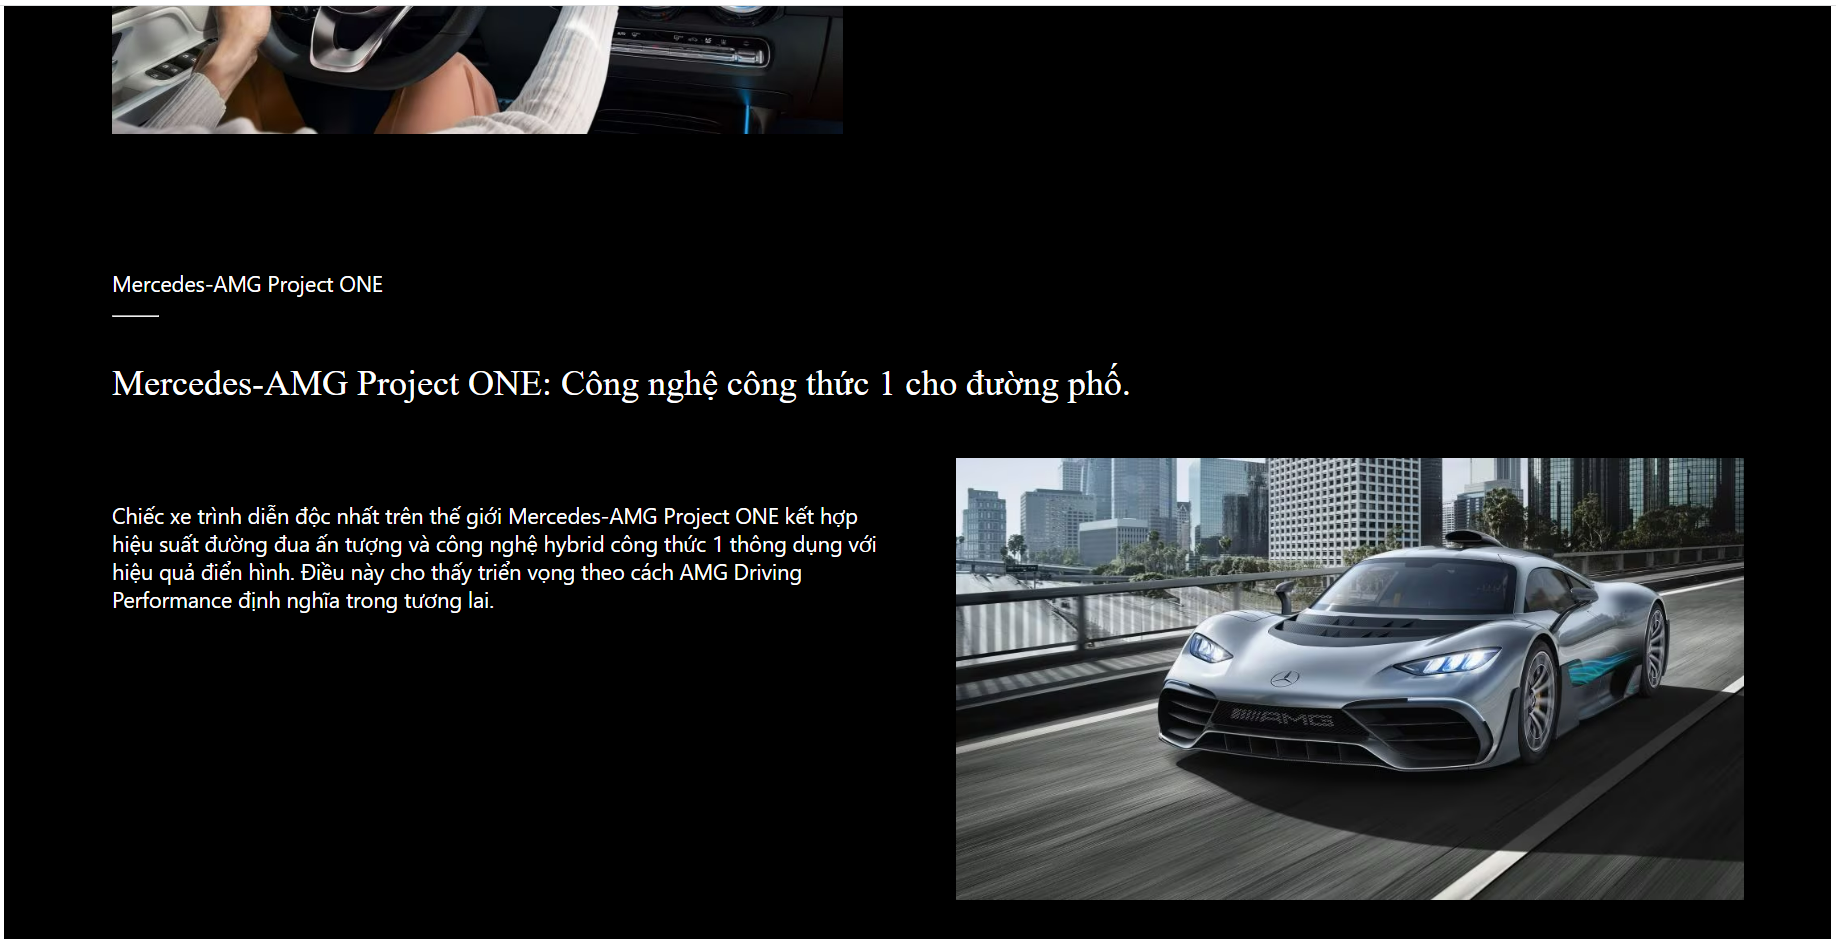 Mercedes-AMG Project ONE
Mercedes-AMG Project ONE: Công nghệ công thức 1 cho đường phố.
Chiếc xe trình diễn độc nhất trên thế giới Mercedes-AMG Project ONE kết hợp
hiệu suất đường đua ấn tượng và công nghệ hybrid công thức 1 thông dụng với
hiệu quả điển hình. Điều này cho thấy triển vọng theo cách AMG Driving
Performance định nghĩa trong tương lai.
AMG